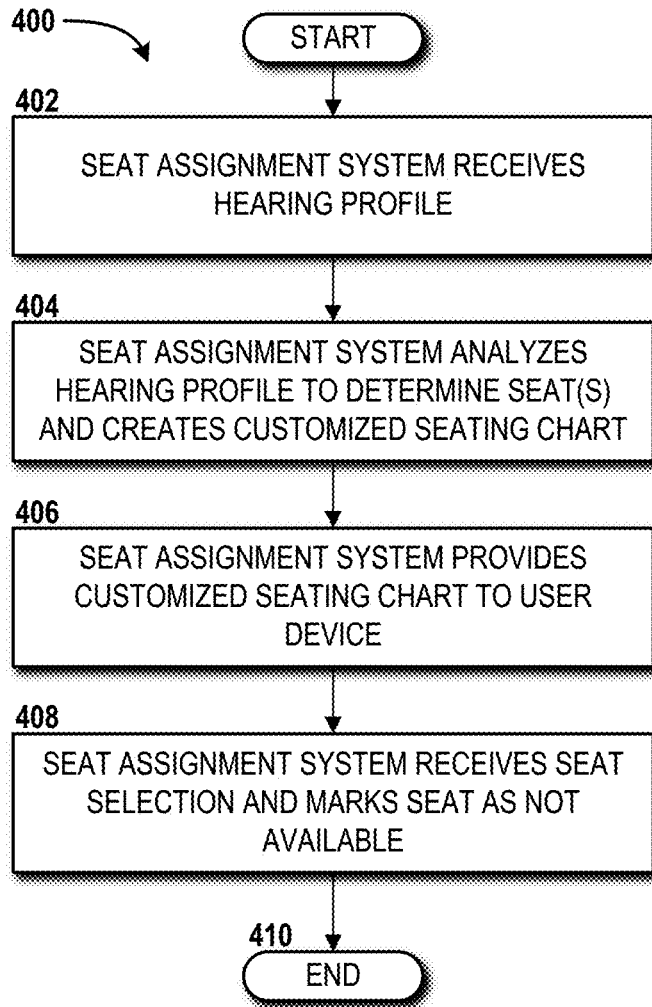 400
START
402
SEAT ASSIGNMENT SYSTEM RECEIVES
HEARING PROFILE
404
SEAT ASSIGNMENT SYSTEM ANALYZES
HEARING PROFILE TO DETERMINE SEAT(S)
AND CREATES CUSTOMIZED SEATING CHART
406
SEAT ASSIGNMENT SYSTEM PROVIDES
CUSTOMIZED SEATING CHART TO USER
DEVICE
408
SEAT ASSIGNMENT SYSTEM RECEIVES SEAT
SELECTION AND MARKS SEAT AS NOT
AVAILABLE
410
END